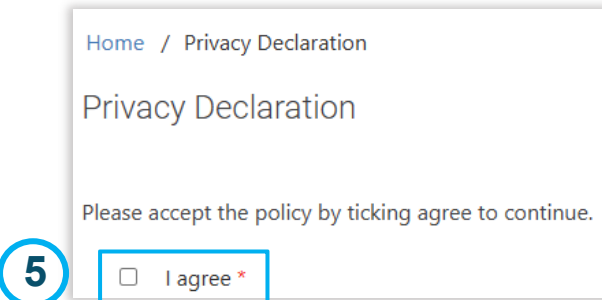 Home / Privacy Declaration
Privacy Declaration
Please accept the policy by ticking agree to continue.
5
I agree *